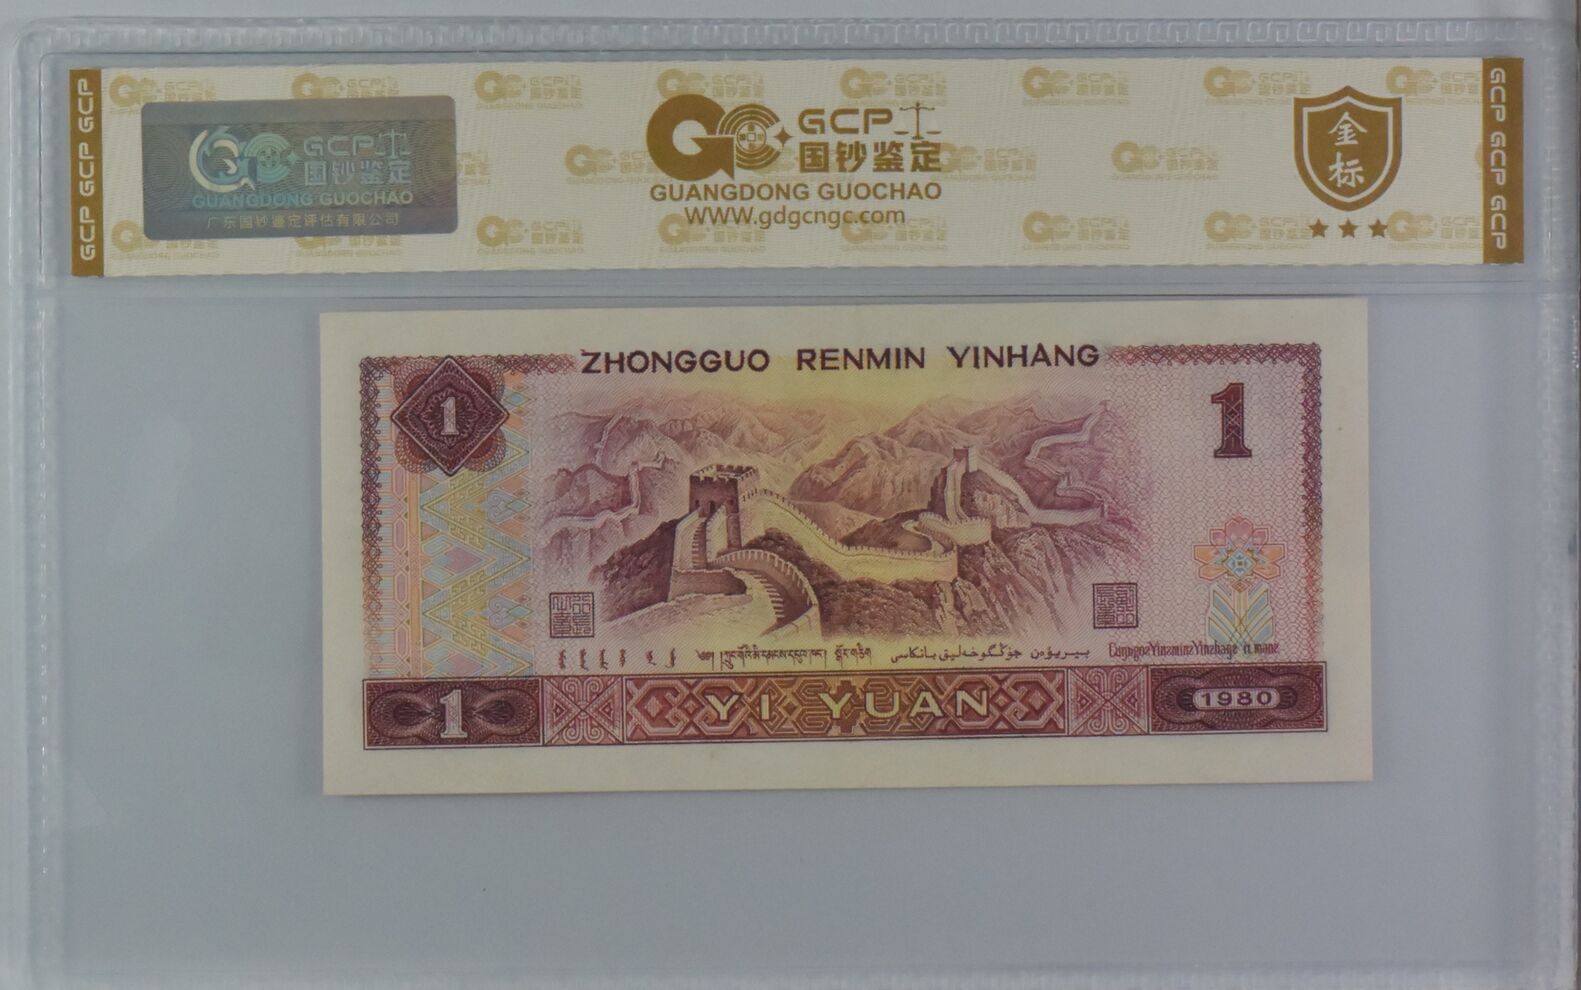 GCP GCP GCP
GCP 国钞鉴定
GUANGDONG GUOCHAO
广东国钞鉴定评估有限公司
GCP
国钞鉴定
GUANGDONG GUOCHAO
WWW.gdgcngc.com
金标
GCP GCP GCP
ZHONGGUO RENMIN YINHANG
1
1
1
YI YUAN
1980